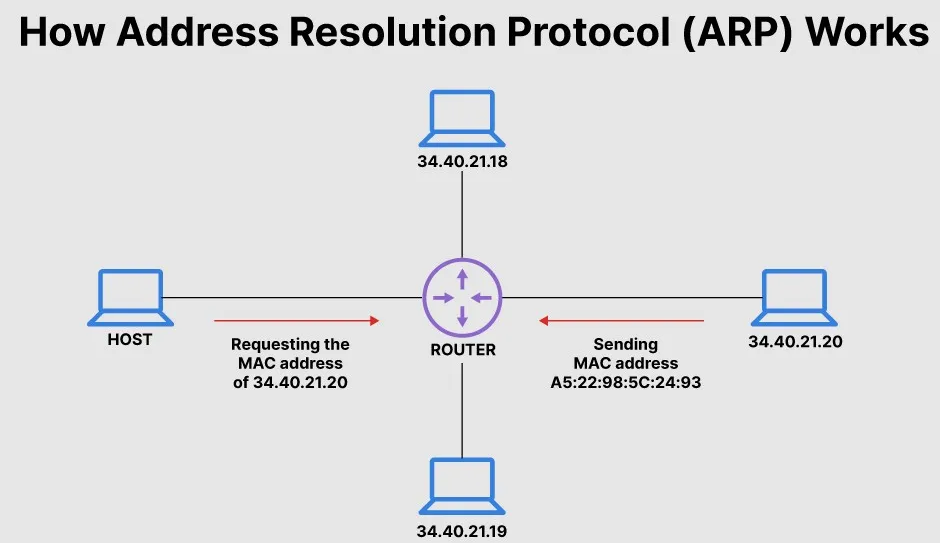 How Address Resolution Protocol (ARP) Works
34.40.21.18
HOST
Requesting the
MAC address
of 34.40.21.20
ROUTER
Sending
MAC address
A5:22:98:5C:24:93
34.40.21.20
34.40.21.19